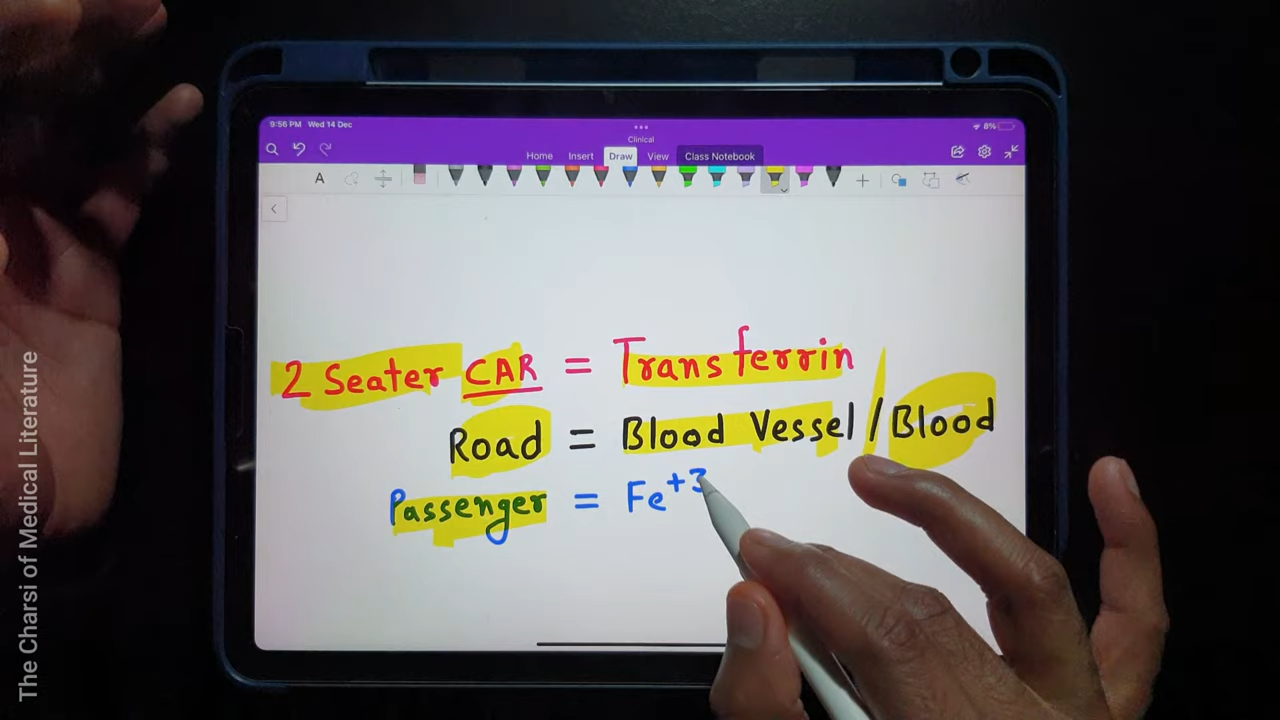 9:56 PM Wed 14 Dec
8%
Clinical
Home Insert Draw View Class Notebook
A
2 Seater CAR = Transferrin
Road = Blood Vessel / Blood
Passenger = Fe+3
The Charsi of Medical Literature